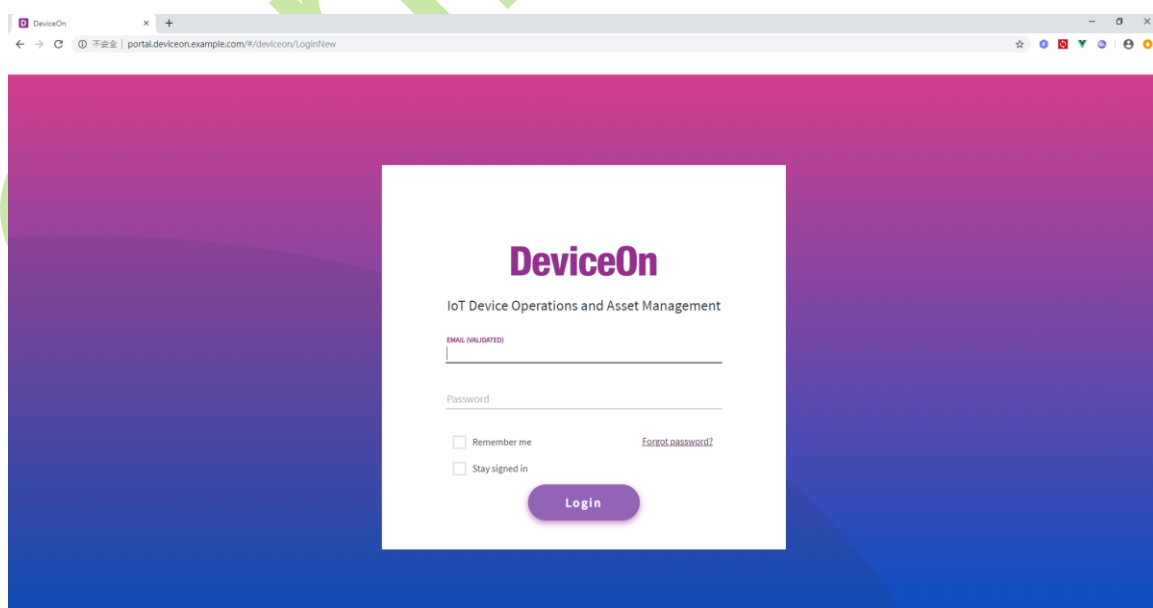 DeviceOn
不安全 | portal.deviceon.example.com/#/deviceon/LoginNew
DeviceOn
IoT Device Operations and Asset Management
EMAIL (VALIDATED)
Password
Remember me
Forgot password?
Stay signed in
Login